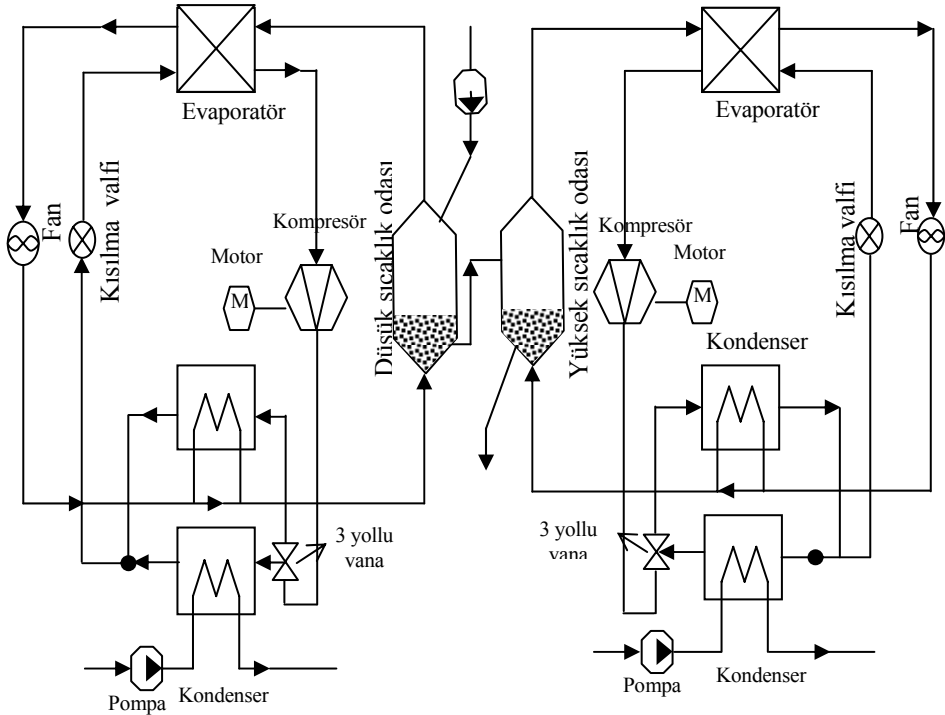 Evaporatör
Fan
Kısılma valfi
Kompresör
Motor
M
Düşük sıcaklık odası
3 yollu
vana
Pompa
Kondenser
Evaporatör
Yüksek sıcaklık odası
Kompresör
Motor
M
Kısılma valfi
Fan
Kondenser
3 yollu
vana
Pompa
Kondenser